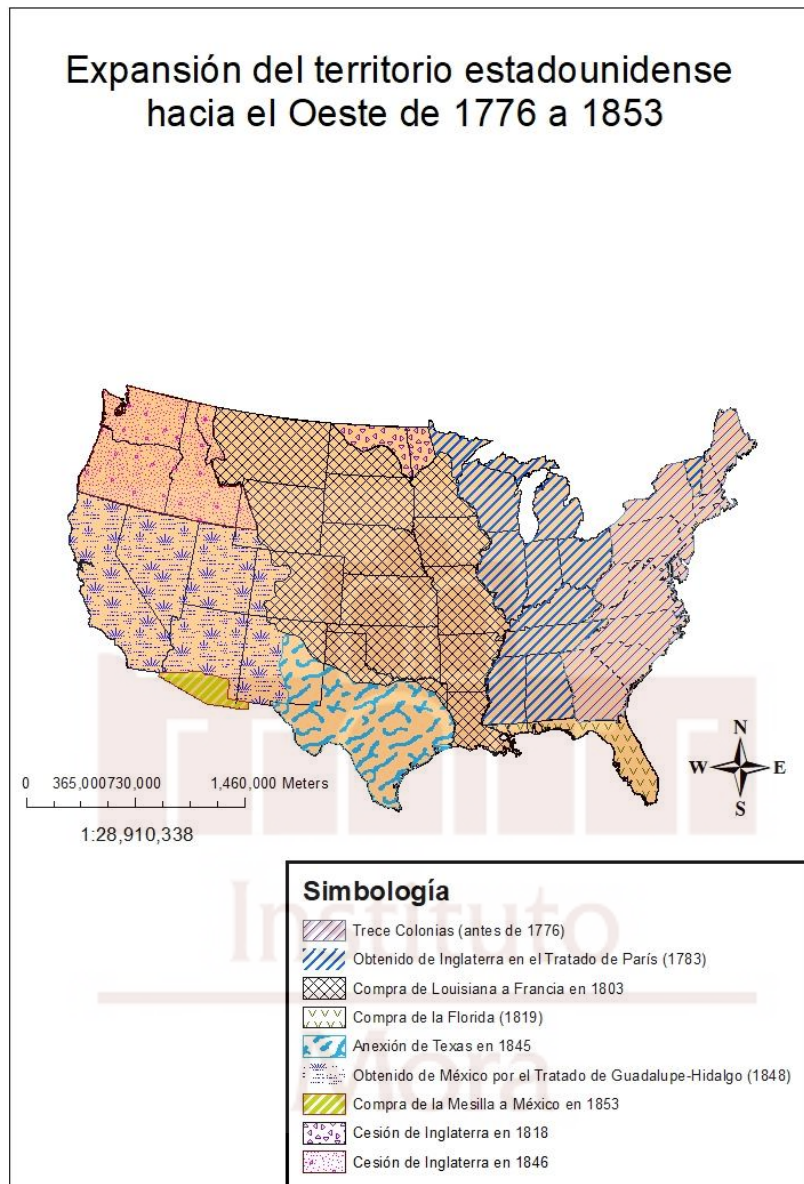 Expansión del territorio estadounidense
hacia el Oeste de 1776 a 1853
N
W E
S
0 365,000730,000 1,460,000 Meters
1:28,910,338
Simbología
Trece Colonias (antes de 1776)
Obtenido de Inglaterra en el Tratado de París (1783)
Compra de Louisiana a Francia en 1803
Compra de la Florida (1819)
Anexión de Texas en 1845
Obtenido de México por el Tratado de Guadalupe-Hidalgo (1848)
Compra de la Mesilla a México en 1853
Cesión de Inglaterra en 1818
Cesión de Inglaterra en 1846
Instituto
Mora